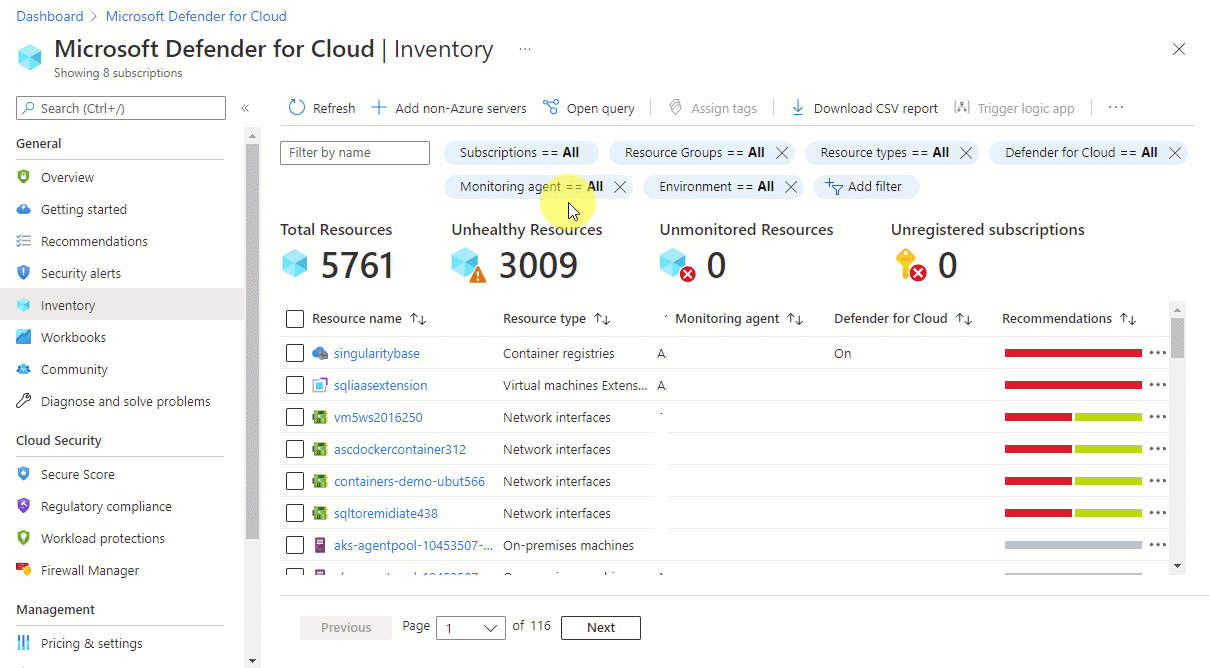 Dashboard > Microsoft Defender for Cloud
Microsoft Defender for Cloud | Inventory ...
Showing 8 subscriptions
Search (Ctrl+/)
«
General
Overview
Getting started
Recommendations
Security alerts
Inventory
Workbooks
Community
Diagnose and solve problems
Cloud Security
Secure Score
Regulatory compliance
Workload protections
Firewall Manager
Management
Pricing & settings
Refresh Add non-Azure servers Open query Assign tags Download CSV report Trigger logic app ...
Filter by name Subscriptions == All Resource Groups == All Resource types == All Defender for Cloud == All
Monitoring agent == All Environment == All Add filter
Total Resources Unhealthy Resources Unmonitored Resources Unregistered subscriptions
5761 3009 0 0
Resource name Resource type Monitoring agent Defender for Cloud Recommendations
singularitybase Container registries A. On
sqliaasextension Virtual machines Extens... A.
vm5ws2016250 Network interfaces
ascdockercontainer312 Network interfaces
containers-demo-ubut566 Network interfaces
sqltoremidiate438 Network interfaces
aks-agentpool-10453507-... On-premises machines
Previous Page 1 of 116 Next